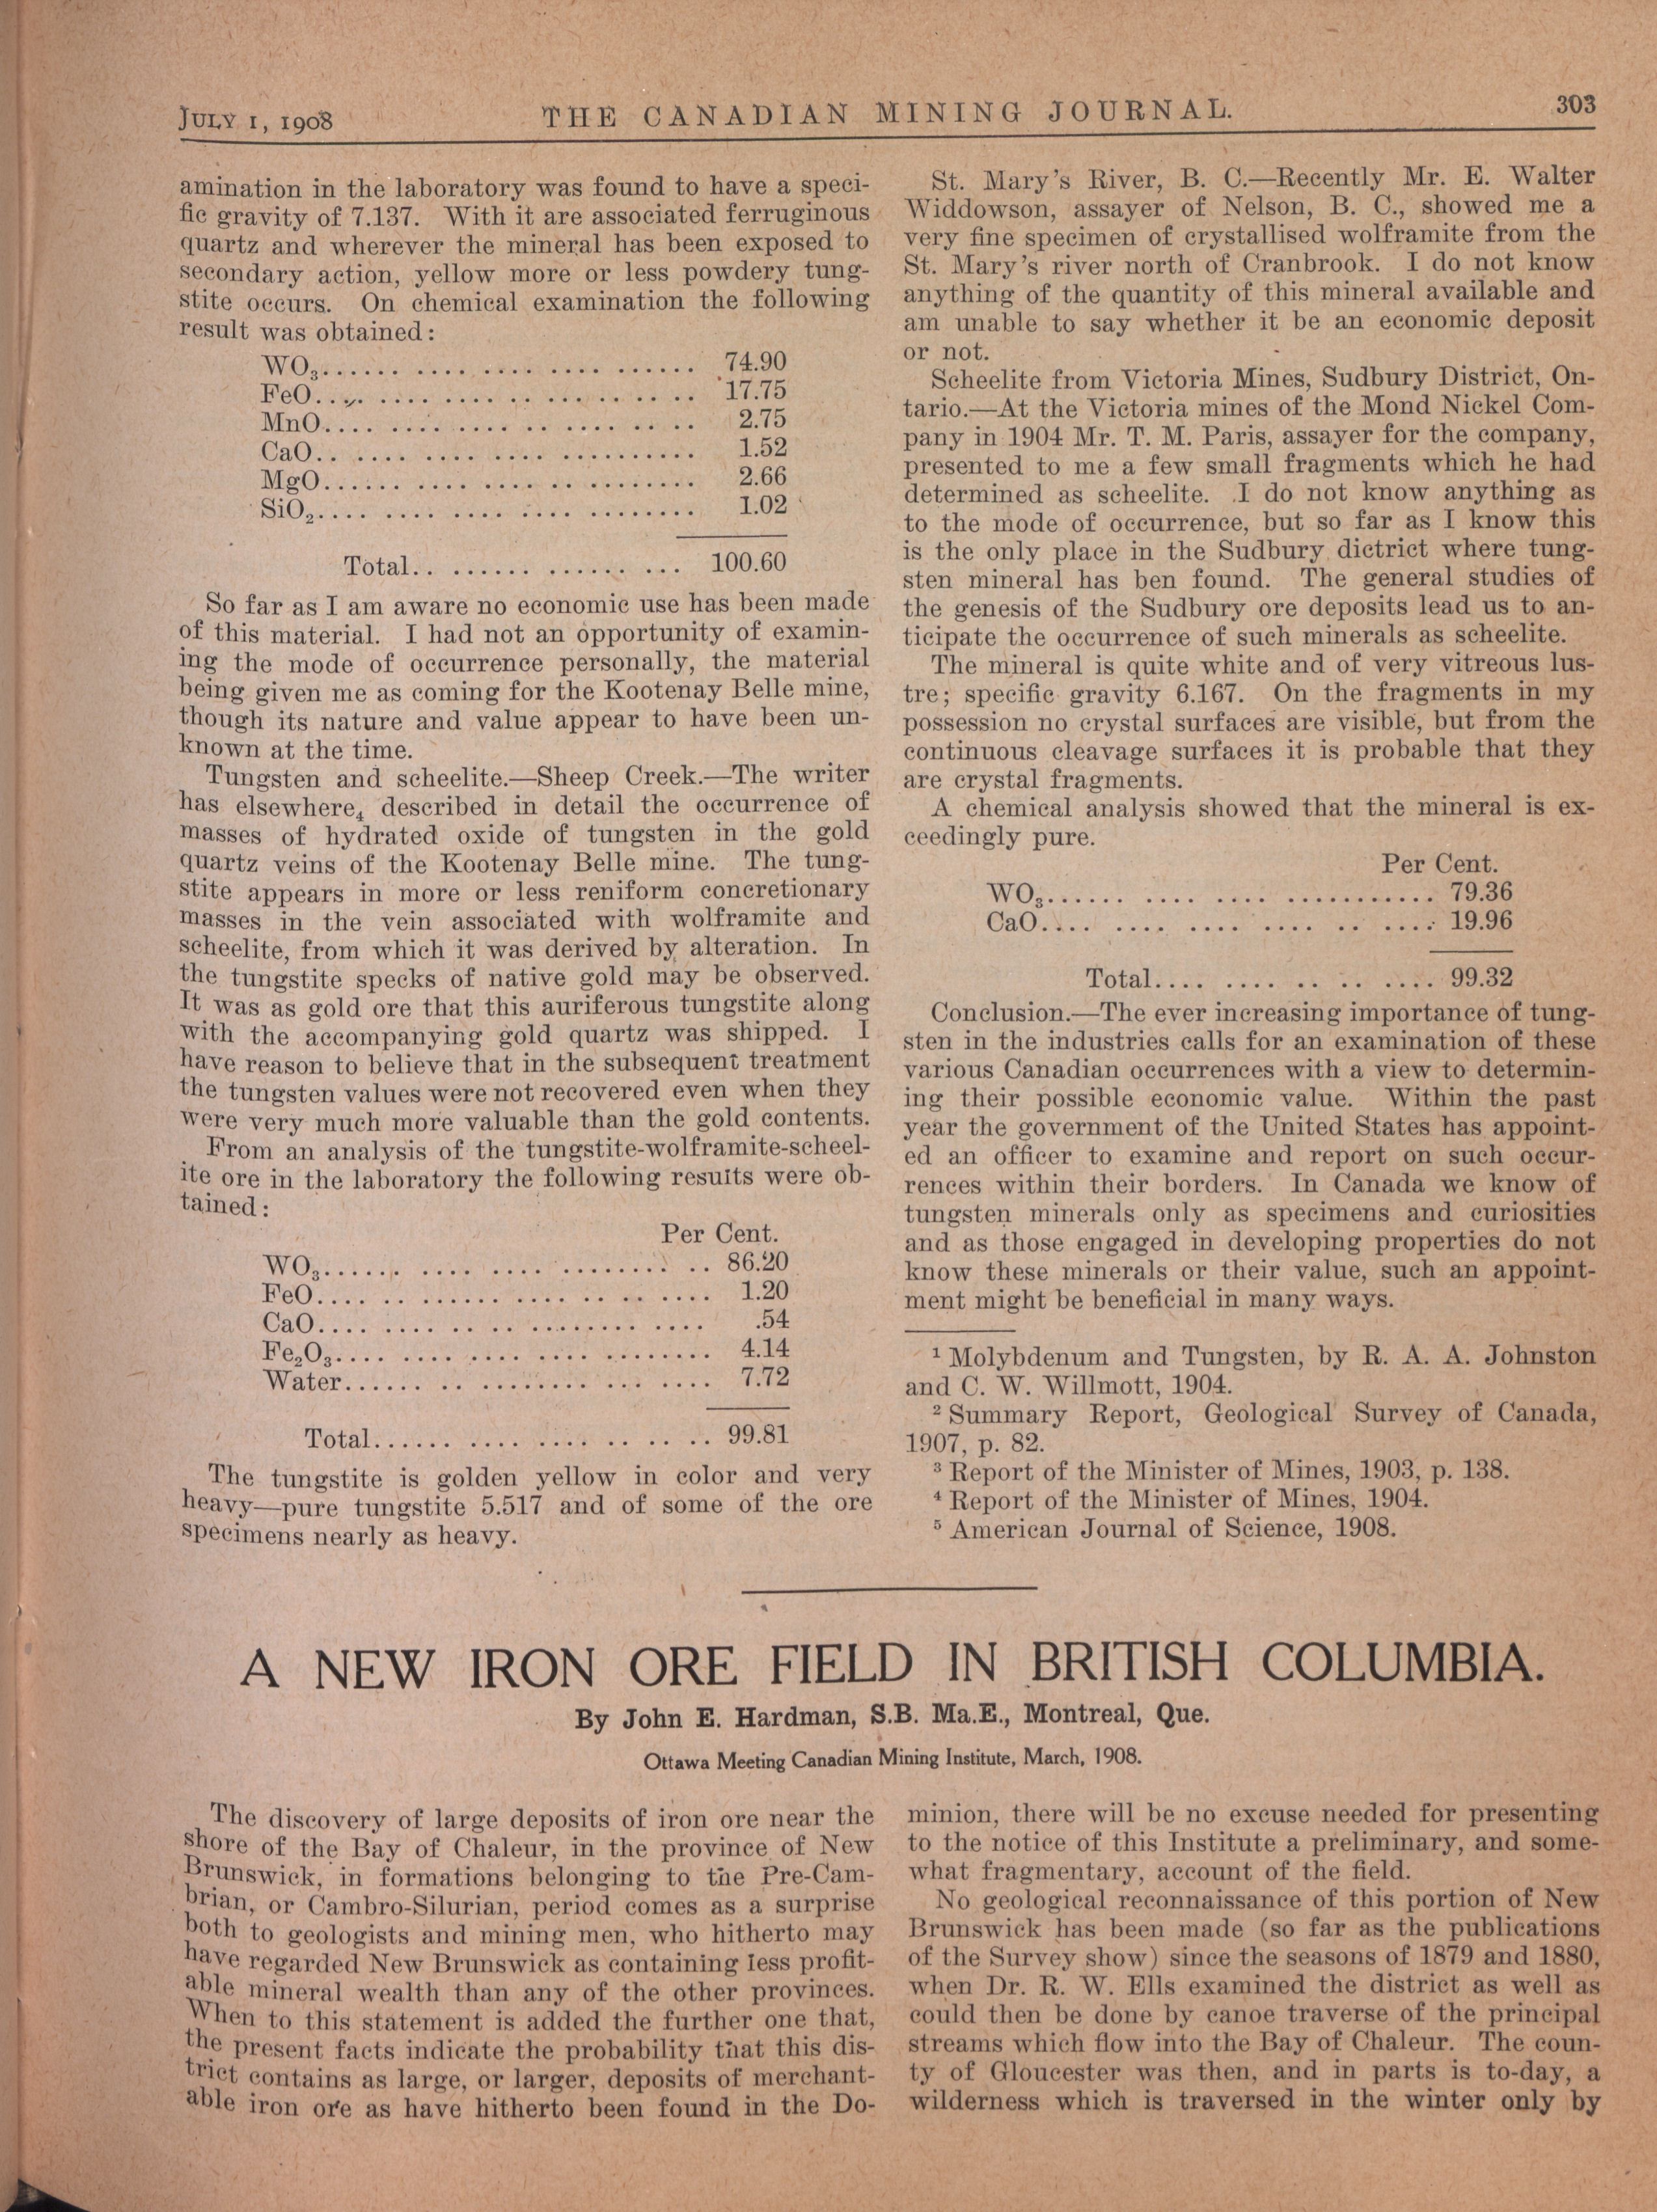 JULY 1, 1908
THE CANADIAN MINING JOURNAL.
303
amination in the laboratory was found to have a speci-
fic gravity of 7.137. With it are associated ferruginous
quartz and wherever the mineral has been exposed to
secondary action, yellow more or less powdery tung-
stite occurs. On chemical examination the following
result was obtained:
WO₃...... .... .... .... ...... 74.90
FeO.... .... .... .. .... .. .. 17.75
MnO.... .... .... .. .... .. .. 2.75
CaO.. .... .... .... .......... 1.52
MgO...... .... .... .. ........ 2.66
SiO₂.... .... .... .... ........ 1.02
Total.. ...... ...... ... 100.60
So far as I am aware no economic use has been made
of this material. I had not an opportunity of examin-
ing the mode of occurrence personally, the material
being given me as coming for the Kootenay Belle mine,
though its nature and value appear to have been un-
known at the time.
Tungsten and scheelite.—Sheep Creek.—The writer
has elsewhere₄ described in detail the occurrence of
masses of hydrated oxide of tungsten in the gold
quartz veins of the Kootenay Belle mine. The tung-
stite appears in more or less reniform concretionary
masses in the vein associated with wolframite and
scheelite, from which it was derived by alteration. In
the tungstite specks of native gold may be observed.
It was as gold ore that this auriferous tungstite along
with the accompanying gold quartz was shipped. I
have reason to believe that in the subsequent treatment
the tungsten values were not recovered even when they
were very much more valuable than the gold contents.
From an analysis of the tungstite-wolframite-scheel-
ite ore in the laboratory the following results were ob-
tained:
Per Cent.
WO₃...... .... .... ........ .. 86.20
FeO.... .. ...... .... .. .. .... 1.20
CaO.... .... .. .. ........ .... .54
Fe₂O₃.... .... .... .... ........ 4.14
Water...... .. ........ ... .... 7.72
Total...... .... .... .. .. .. 99.81
The tungstite is golden yellow in color and very
heavy—pure tungstite 5.517 and of some of the ore
specimens nearly as heavy.
St. Mary's River, B. C.—Recently Mr. E. Walter
Widdowson, assayer of Nelson, B. C., showed me a
very fine specimen of crystallised wolframite from the
St. Mary's river north of Cranbrook. I do not know
anything of the quantity of this mineral available and
am unable to say whether it be an economic deposit
or not.
Scheelite from Victoria Mines, Sudbury District, On-
tario.—At the Victoria mines of the Mond Nickel Com-
pany in 1904 Mr. T. M. Paris, assayer for the company,
presented to me a few small fragments which he had
determined as scheelite. I do not know anything as
to the mode of occurrence, but so far as I know this
is the only place in the Sudbury dictrict where tung-
sten mineral has ben found. The general studies of
the genesis of the Sudbury ore deposits lead us to an-
ticipate the occurrence of such minerals as scheelite.
The mineral is quite white and of very vitreous lus-
tre; specific gravity 6.167. On the fragments in my
possession no crystal surfaces are visible, but from the
continuous cleavage surfaces it is probable that they
are crystal fragments.
A chemical analysis showed that the mineral is ex-
ceedingly pure.
Per Cent.
WO₃...... .... .... ........... 79.36
CaO.... .... .... .... .. .... 19.96
Total.... .... .. .. .... 99.32
Conclusion.—The ever increasing importance of tung-
sten in the industries calls for an examination of these
various Canadian occurrences with a view to determin-
ing their possible economic value. Within the past
year the government of the United States has appoint-
ed an officer to examine and report on such occur-
rences within their borders. In Canada we know of
tungsten minerals only as specimens and curiosities
and as those engaged in developing properties do not
know these minerals or their value, such an appoint-
ment might be beneficial in many ways.
¹ Molybdenum and Tungsten, by R. A. A. Johnston
and C. W. Willmott, 1904.
² Summary Report, Geological Survey of Canada,
1907, p. 82.
³ Report of the Minister of Mines, 1903, p. 138.
⁴ Report of the Minister of Mines, 1904.
⁵ American Journal of Science, 1908.
A NEW IRON ORE FIELD IN BRITISH COLUMBIA.
By John E. Hardman, S.B. Ma.E., Montreal, Que.
Ottawa Meeting Canadian Mining Institute, March, 1908.
The discovery of large deposits of iron ore near the
shore of the Bay of Chaleur, in the province of New
Brunswick, in formations belonging to the Pre-Cam-
brian, or Cambro-Silurian, period comes as a surprise
both to geologists and mining men, who hitherto may
have regarded New Brunswick as containing less profit-
able mineral wealth than any of the other provinces.
When to this statement is added the further one that,
the present facts indicate the probability that this dis-
trict contains as large, or larger, deposits of merchant-
able iron ore as have hitherto been found in the Do-
minion, there will be no excuse needed for presenting
to the notice of this Institute a preliminary, and some-
what fragmentary, account of the field.
No geological reconnaissance of this portion of New
Brunswick has been made (so far as the publications
of the Survey show) since the seasons of 1879 and 1880,
when Dr. R. W. Ells examined the district as well as
could then be done by canoe traverse of the principal
streams which flow into the Bay of Chaleur. The coun-
ty of Gloucester was then, and in parts is to-day, a
wilderness which is traversed in the winter only by